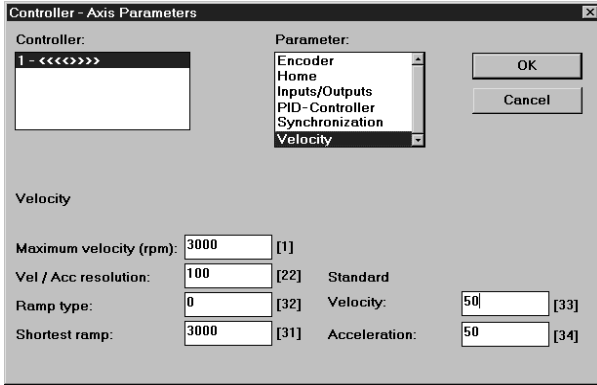 Controller - Axis Parameters
Controller:
1 - <<<<>>>>
Parameter:
Encoder
Home
Inputs/Outputs
PID-Controller
Synchronization
Velocity
OK
Cancel
Velocity
Maximum velocity (rpm): 3000 [1]
Vel / Acc resolution: 100 [22] Standard
Ramp type: 0 [32] Velocity: 50 [33]
Shortest ramp: 3000 [31] Acceleration: 50 [34]